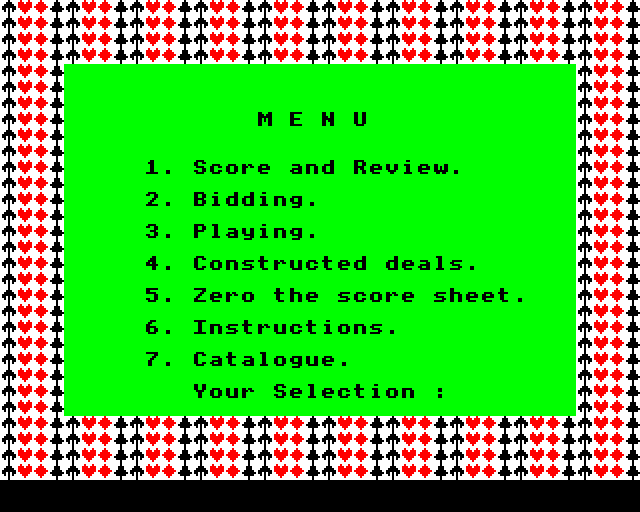 M E N U
1. Score and Review.
2. Bidding.
3. Playing.
4. Constructed deals.
5. Zero the score sheet.
6. Instructions.
7. Catalogue.
Your Selection :